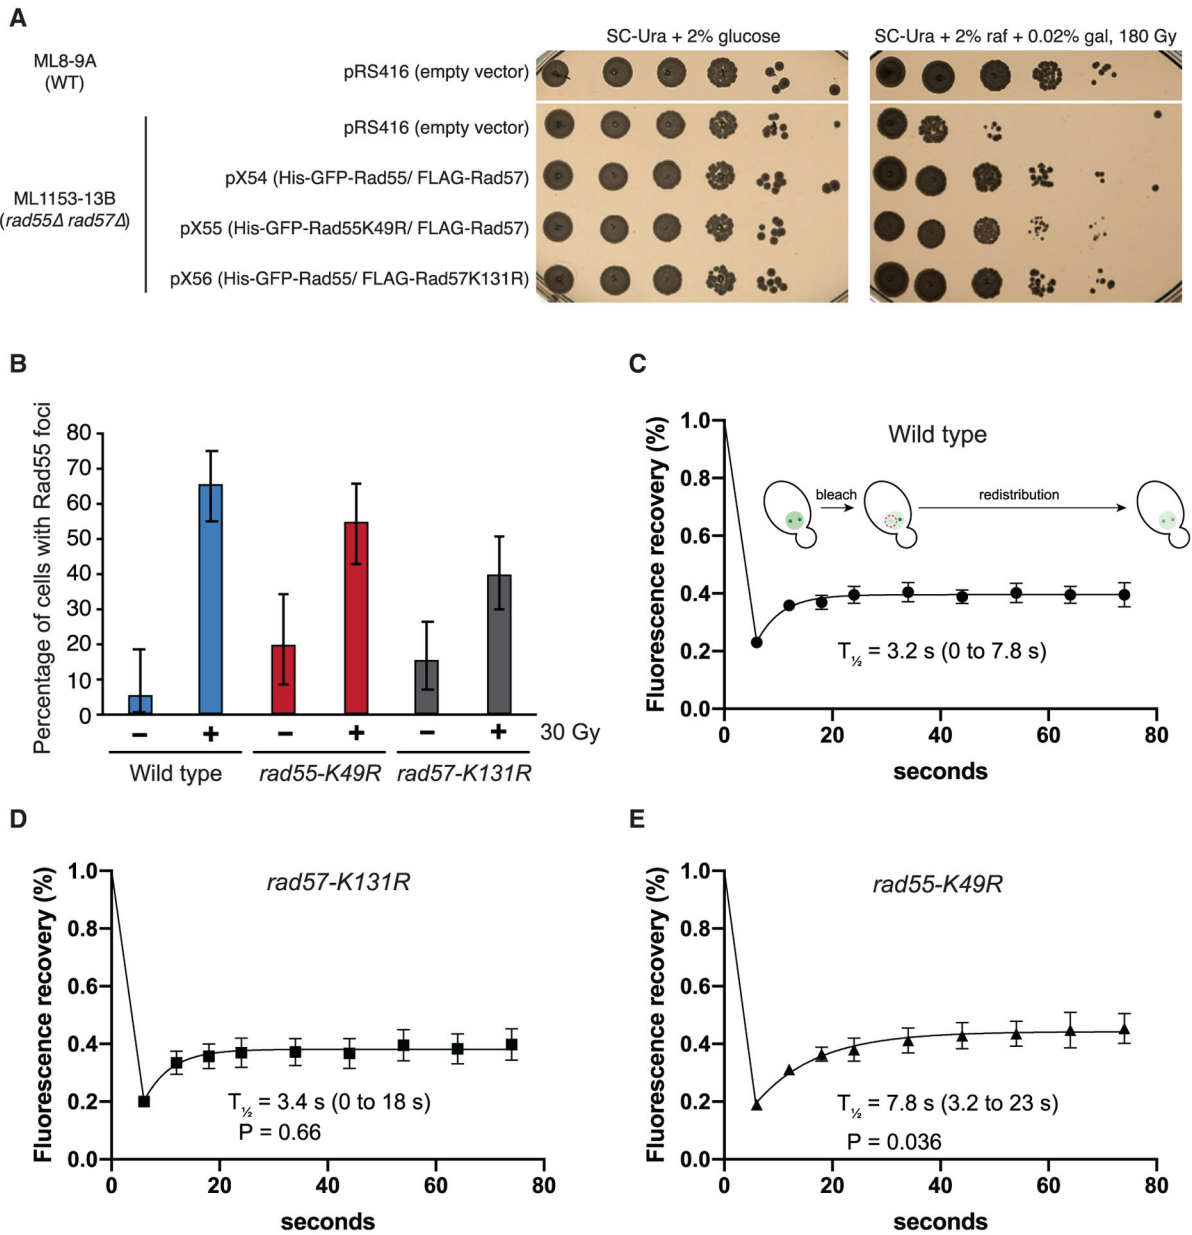 A
SC-Ura + 2% glucose
SC-Ura + 2% raf + 0.02% gal, 180 Gy
ML8-9A
(WT)
pRS416 (empty vector)
pRS416 (empty vector)
pX54 (His-GFP-Rad55/ FLAG-Rad57)
ML1153-13B
(rad55Δ rad57Δ)
pX55 (His-GFP-Rad55K49R/ FLAG-Rad57)
pX56 (His-GFP-Rad55/ FLAG-Rad57K131R)
B
Percentage of cells with Rad55 foci
80
70
60
50
40
30
20
10
0
− + − + − + 30 Gy
Wild type rad55-K49R rad57-K131R
C
Wild type
Fluorescence recovery (%)
1.0
0.8
0.6
0.4
0.2
0.0
bleach
redistribution
T½ = 3.2 s (0 to 7.8 s)
0 20 40 60 80
seconds
D
rad57-K131R
Fluorescence recovery (%)
1.0
0.8
0.6
0.4
0.2
0.0
T½ = 3.4 s (0 to 18 s)
P = 0.66
0 20 40 60 80
seconds
E
rad55-K49R
Fluorescence recovery (%)
1.0
0.8
0.6
0.4
0.2
0.0
T½ = 7.8 s (3.2 to 23 s)
P = 0.036
0 20 40 60 80
seconds